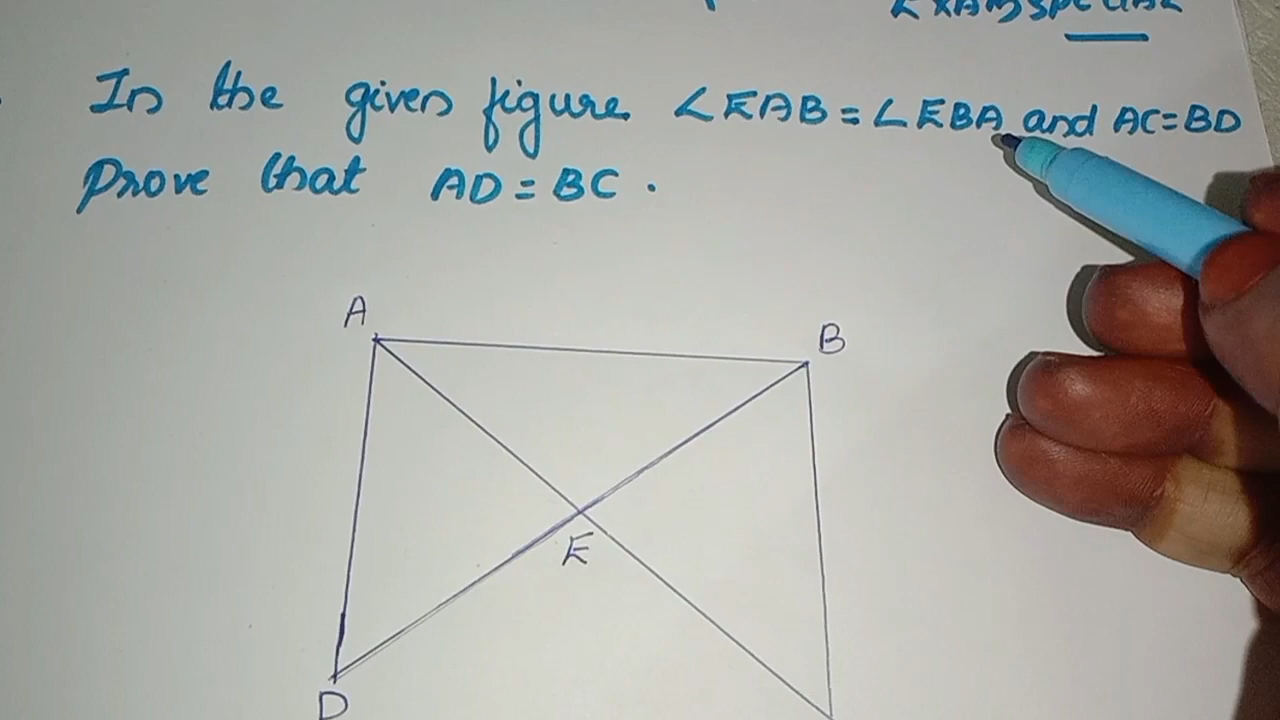 In the given figure ∠EAB = ∠EBA and AC=BD
Prove that AD = BC .
A
B
E
D